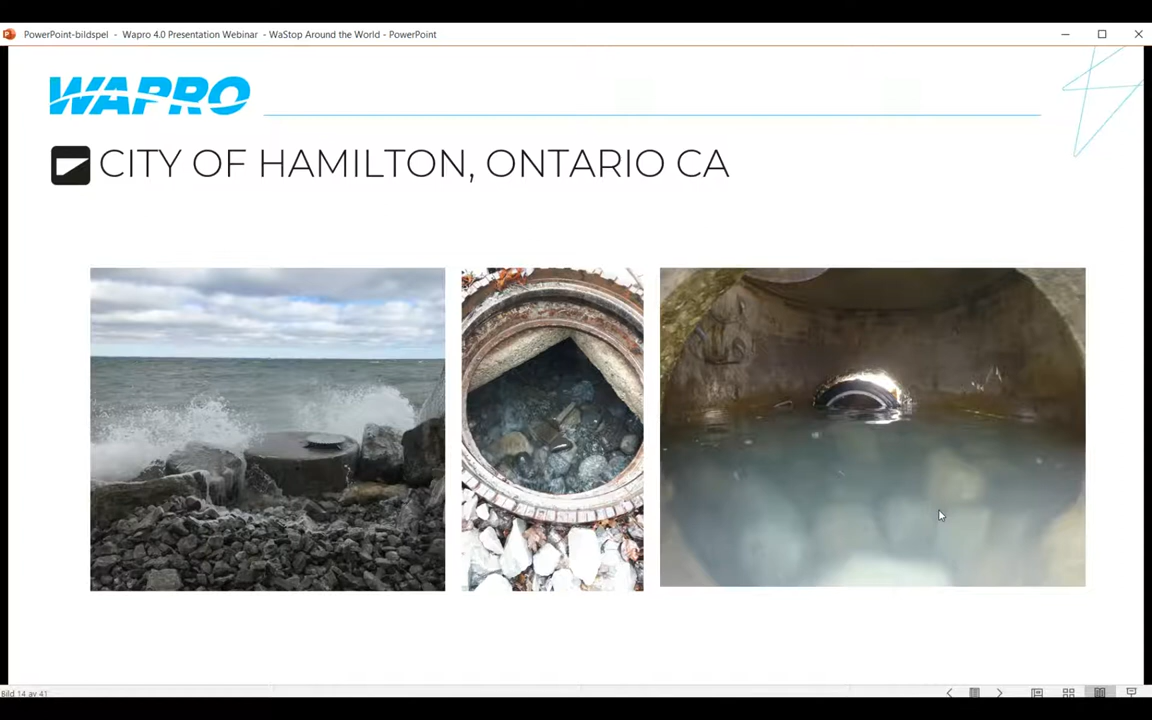 PowerPoint-bildspel - Wapro 4.0 Presentation Webinar - WaStop Around the World - PowerPoint
WAPRO
CITY OF HAMILTON, ONTARIO CA
Bild 14 av 41